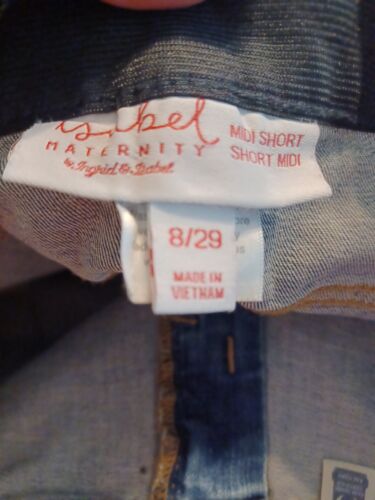 isabel
MATERNITY
by Ingrid & Isabel
MIDI SHORT
SHORT MIDI
8/29
MADE IN
VIETNAM